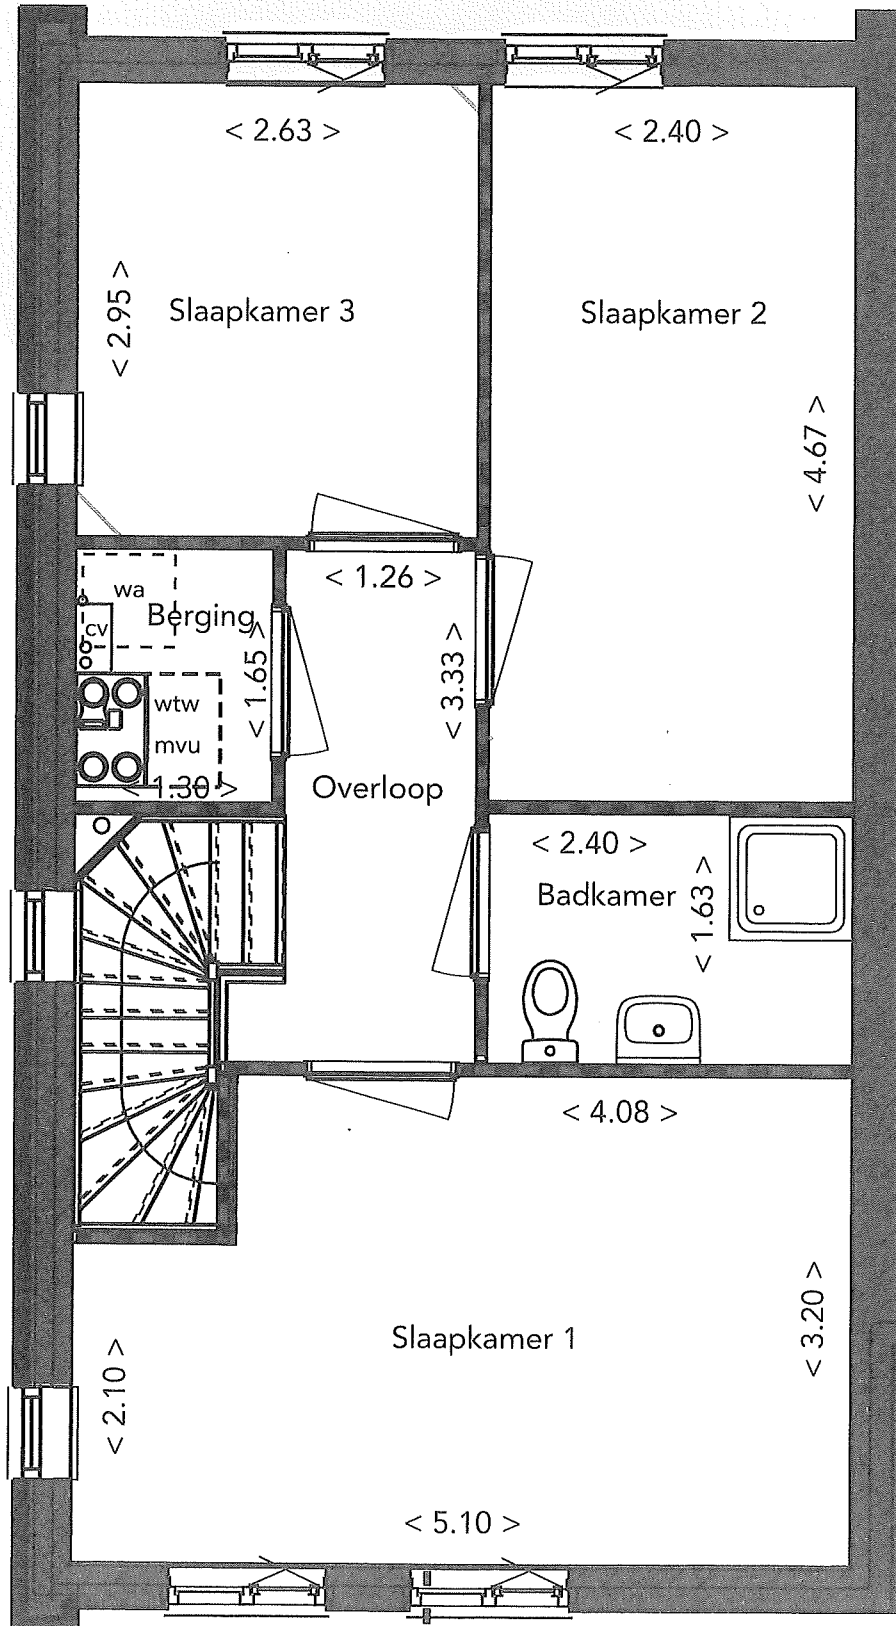 < 2.63 >
< 2.40 >
< 2.95 >
Slaapkamer 3
Slaapkamer 2
< 4.67 >
< 1.26 >
wa
Berging
cv
< 1.65 >
< 3.33 >
wtw
mvu
< 1.30 >
Overloop
< 2.40 >
Badkamer
< 1.63 >
< 4.08 >
< 3.20 >
Slaapkamer 1
< 2.10 >
< 5.10 >